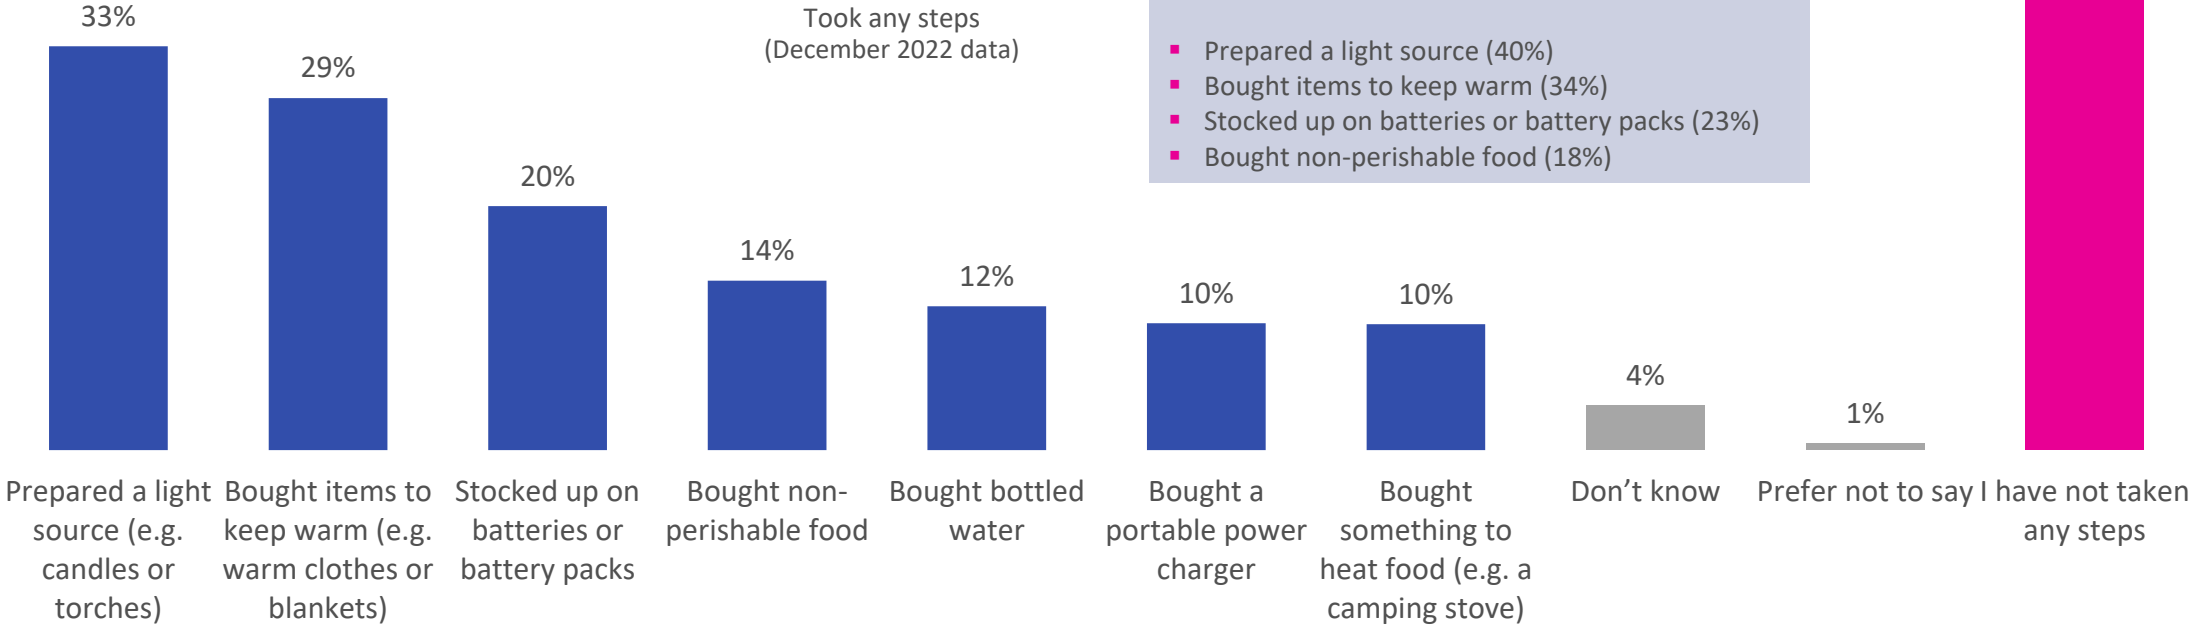 33%
29%
20%
14%
12%
10%
10%
4%
1%
Took any steps
(December 2022 data)
▪ Prepared a light source (40%)
▪ Bought items to keep warm (34%)
▪ Stocked up on batteries or battery packs (23%)
▪ Bought non-perishable food (18%)
Prepared a light
source (e.g.
candles or
torches)
Bought items to
keep warm (e.g.
warm clothes or
blankets)
Stocked up on
batteries or
battery packs
Bought non-
perishable food
Bought bottled
water
Bought a
portable power
charger
Bought
something to
heat food (e.g. a
camping stove)
Don’t know
Prefer not to say
I have not taken
any steps